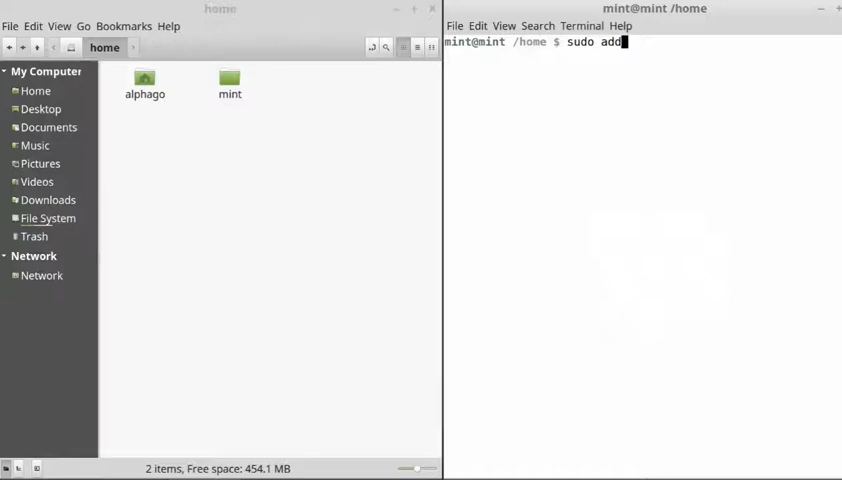 home
File Edit View Go Bookmarks Help
home
My Computer
Home
Desktop
Documents
Music
Pictures
Videos
Downloads
File System
Trash
Network
Network
alphago
mint
2 items, Free space: 454.1 MB
mint@mint /home
File Edit View Search Terminal Help
mint@mint /home $ sudo add